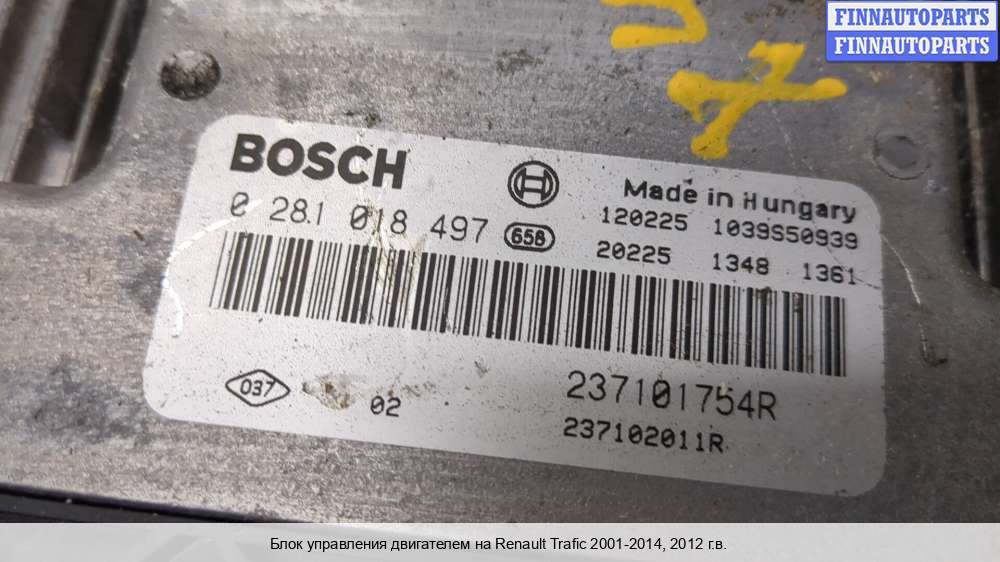 FINNAUTOPARTS
FINNAUTOPARTS
BOSCH
Made in Hungary
0 281 018 497 658
120225 1039S50939
20225 1348 1361
037
02
237101754R
237102011R
Блок управления двигателем на Renault Trafic 2001-2014, 2012 г.в.